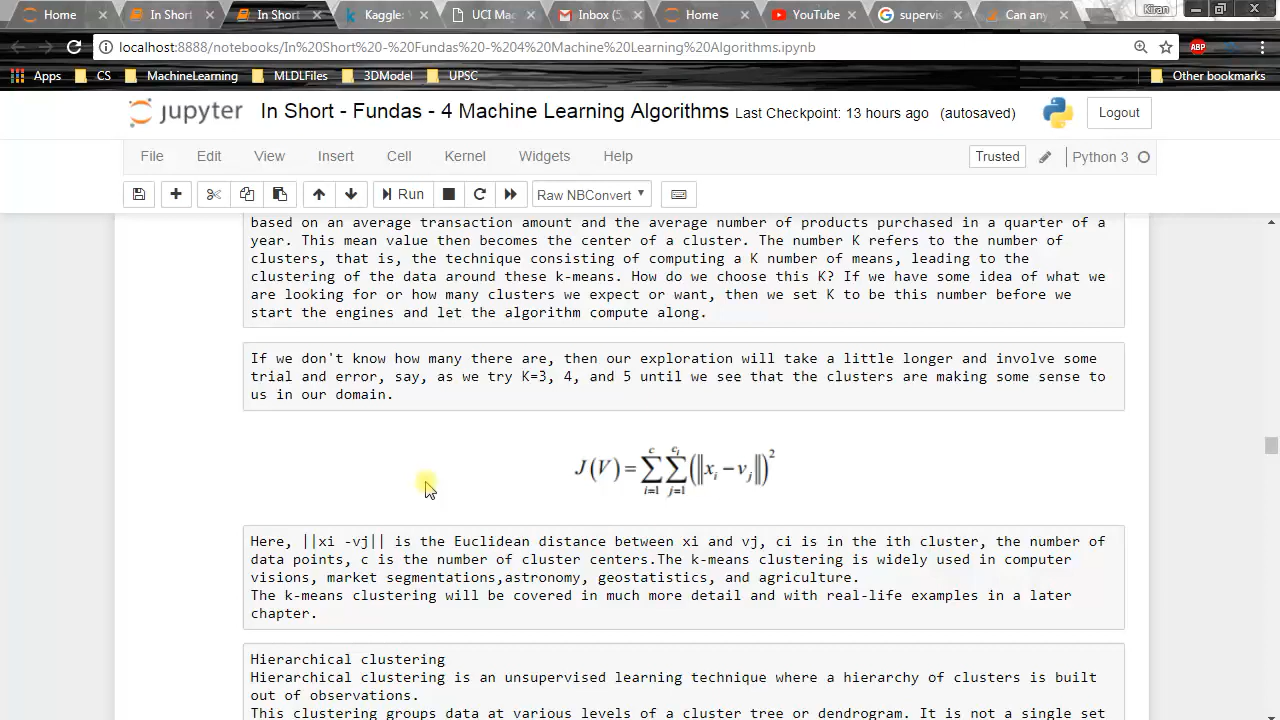 Home
In Short
In Short
Kaggle:
UCI Mac
Inbox (5
Home
YouTube
supervi
Can any
Kiran
localhost:8888/notebooks/In%20Short%20-%20Fundas%20-%204%20Machine%20Learning%20Algorithms.ipynb
ABP
Apps
CS
MachineLearning
MLDLFiles
3DModel
UPSC
Other bookmarks
jupyter
In Short - Fundas - 4 Machine Learning Algorithms Last Checkpoint: 13 hours ago (autosaved)
Logout
File Edit View Insert Cell Kernel Widgets Help
Trusted
Python 3
Run
Raw NBConvert
based on an average transaction amount and the average number of products purchased in a quarter of a
year. This mean value then becomes the center of a cluster. The number K refers to the number of
clusters, that is, the technique consisting of computing a K number of means, leading to the
clustering of the data around these k-means. How do we choose this K? If we have some idea of what we
are looking for or how many clusters we expect or want, then we set K to be this number before we
start the engines and let the algorithm compute along.
If we don't know how many there are, then our exploration will take a little longer and involve some
trial and error, say, as we try K=3, 4, and 5 until we see that the clusters are making some sense to
us in our domain.
J(V) = ∑_{i=1}^{c} ∑_{j=1}^{c_i} (||x_i − v_j||)^2
Here, ||xi -vj|| is the Euclidean distance between xi and vj, ci is in the ith cluster, the number of
data points, c is the number of cluster centers.The k-means clustering is widely used in computer
visions, market segmentations,astronomy, geostatistics, and agriculture.
The k-means clustering will be covered in much more detail and with real-life examples in a later
chapter.
Hierarchical clustering
Hierarchical clustering is an unsupervised learning technique where a hierarchy of clusters is built
out of observations.
This clustering groups data at various levels of a cluster tree or dendrogram. It is not a single set